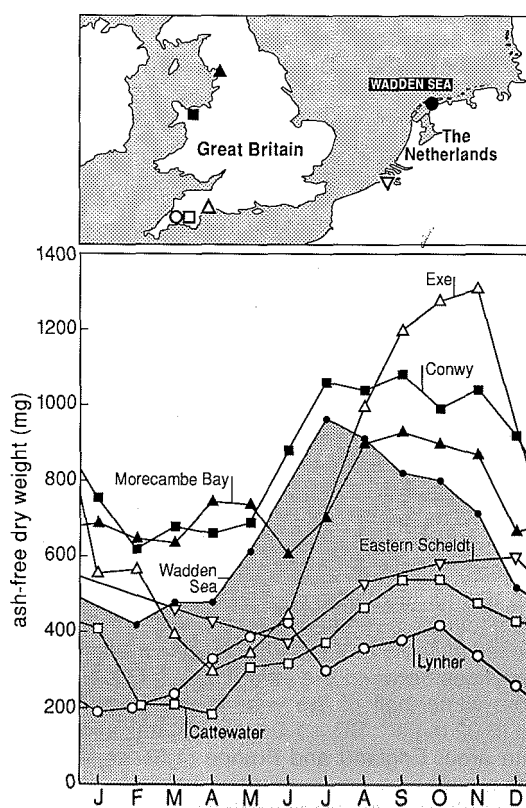 WADDEN SEA
The
Netherlands
Great Britain
1400
1200
1000
800
600
400
200
0
ash-free dry weight (mg)
Exe
Conwy
Morecambe Bay
Wadden
Sea
Eastern Scheldt
Lynher
Cattewater
J F M A M J J A S O N D